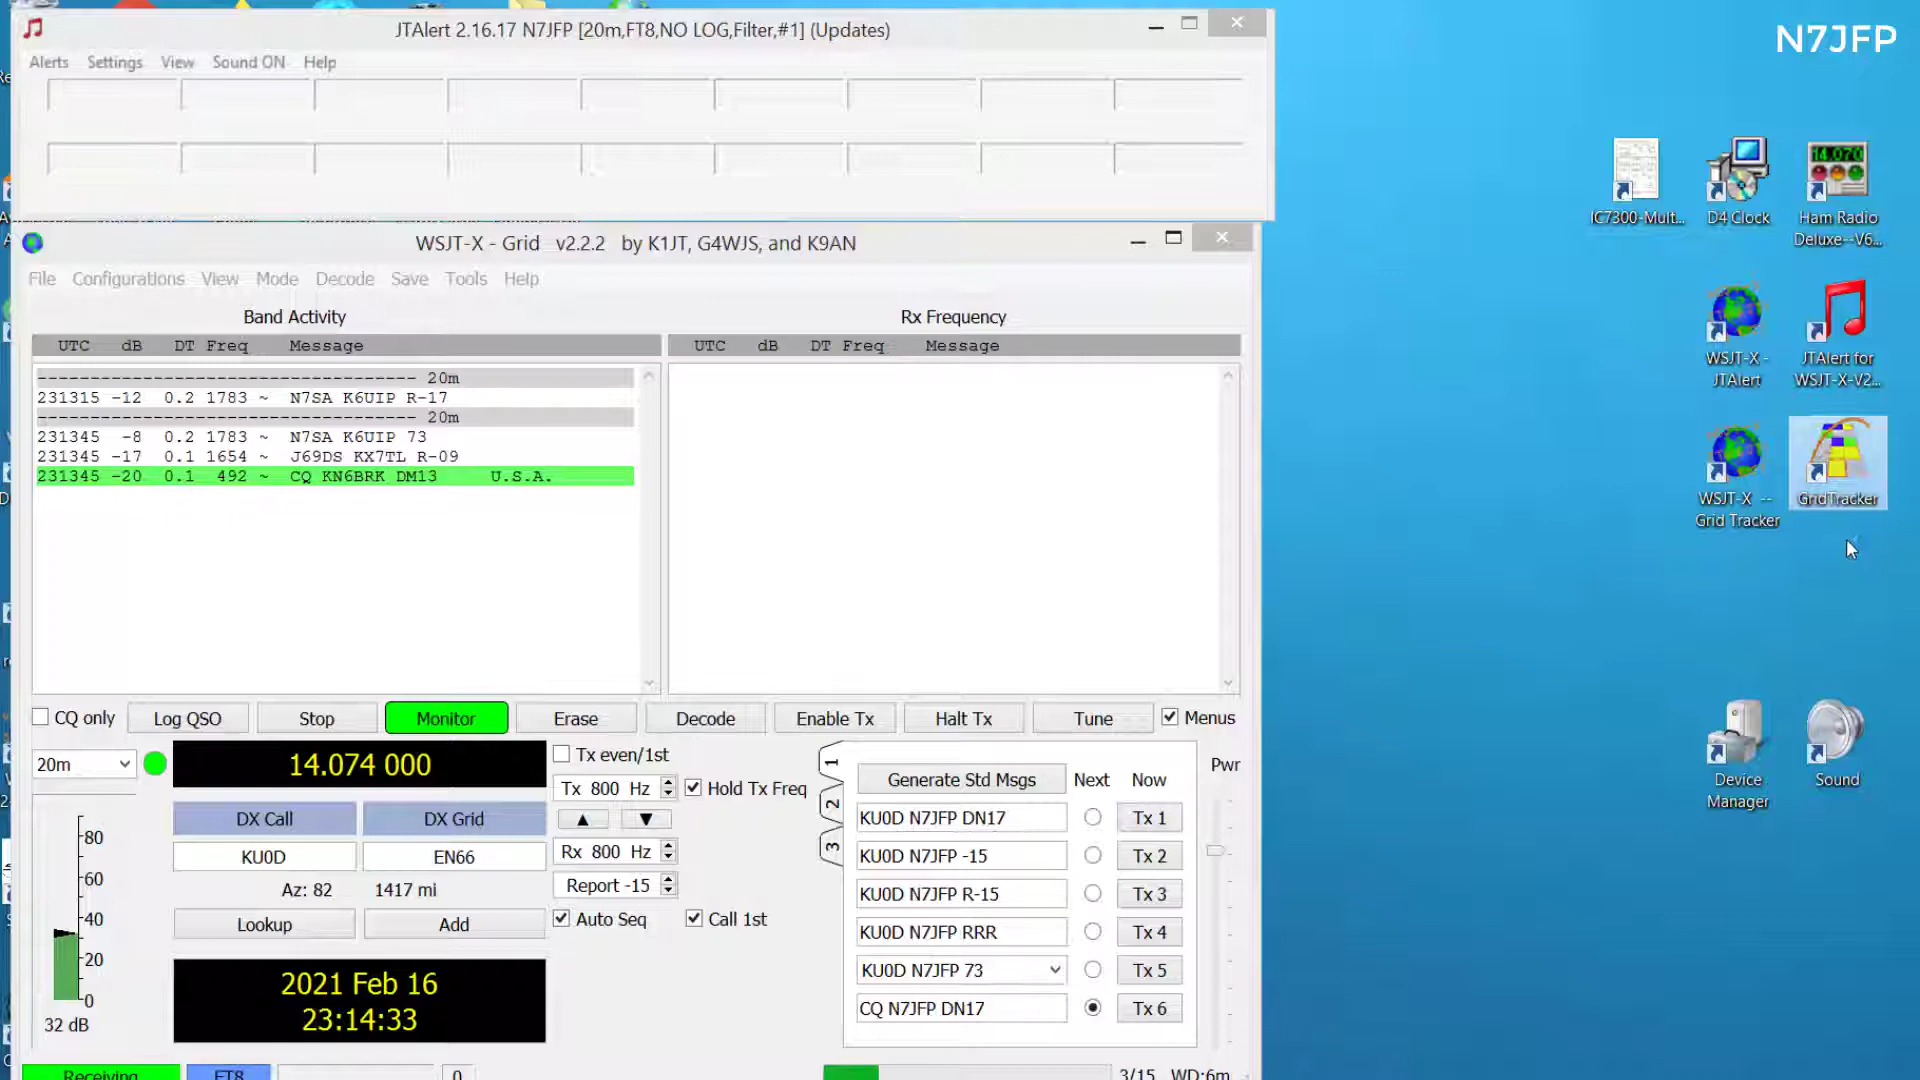 JTAlert 2.16.17 N7JFP [20m,FT8,NO LOG,Filter,#1] (Updates)
Alerts Settings View Sound ON Help
N7JFP
WSJT-X - Grid v2.2.2 by K1JT, G4WJS, and K9AN
File Configurations View Mode Decode Save Tools Help
Band Activity
Rx Frequency
UTC dB DT Freq Message
UTC dB DT Freq Message
------------------------------------ 20m
231315 -12 0.2 1783 ~ N7SA K6UIP R-17
------------------------------------ 20m
231345 -8 0.2 1783 ~ N7SA K6UIP 73
231345 -17 0.1 1654 ~ J69DS KX7TL R-09
231345 -20 0.1 492 ~ CQ KN6BRK DM13 U.S.A.
CQ only Log QSO Stop Monitor Erase Decode Enable Tx Halt Tx Tune Menus
20m
14.074 000
DX Call DX Grid
KU0D EN66
Az: 82 1417 mi
Lookup Add
2021 Feb 16
23:14:33
80
60
40
20
0
32 dB
Tx even/1st
Tx 800 Hz
Hold Tx Freq
Rx 800 Hz
Report -15
Auto Seq Call 1st
1
2
3
Generate Std Msgs Next Now
KU0D N7JFP DN17 Tx 1
KU0D N7JFP -15 Tx 2
KU0D N7JFP R-15 Tx 3
KU0D N7JFP RRR Tx 4
KU0D N7JFP 73 Tx 5
CQ N7JFP DN17 Tx 6
Pwr
Receiving FT8 0 3/15 WD:6m
IC7300-Mult...
D4 Clock
14.070
Ham Radio
Deluxe--V6...
WSJT-X -
JTAlert
JTAlert for
WSJT-X-V2...
WSJT-X --
Grid Tracker
GridTracker
Device
Manager
Sound